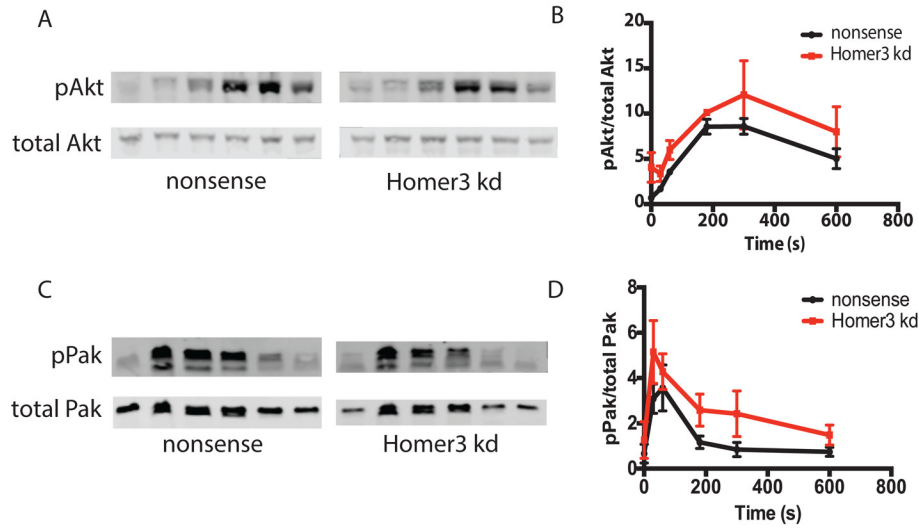 A
pAkt
total Akt
nonsense
Homer3 kd
B
nonsense
Homer3 kd
pAkt/total Akt
20
15
10
5
0
0 200 400 600 800
Time (s)
C
pPak
total Pak
nonsense
Homer3 kd
D
nonsense
Homer3 kd
pPak/total Pak
8
6
4
2
0
0 200 400 600 800
Time (s)